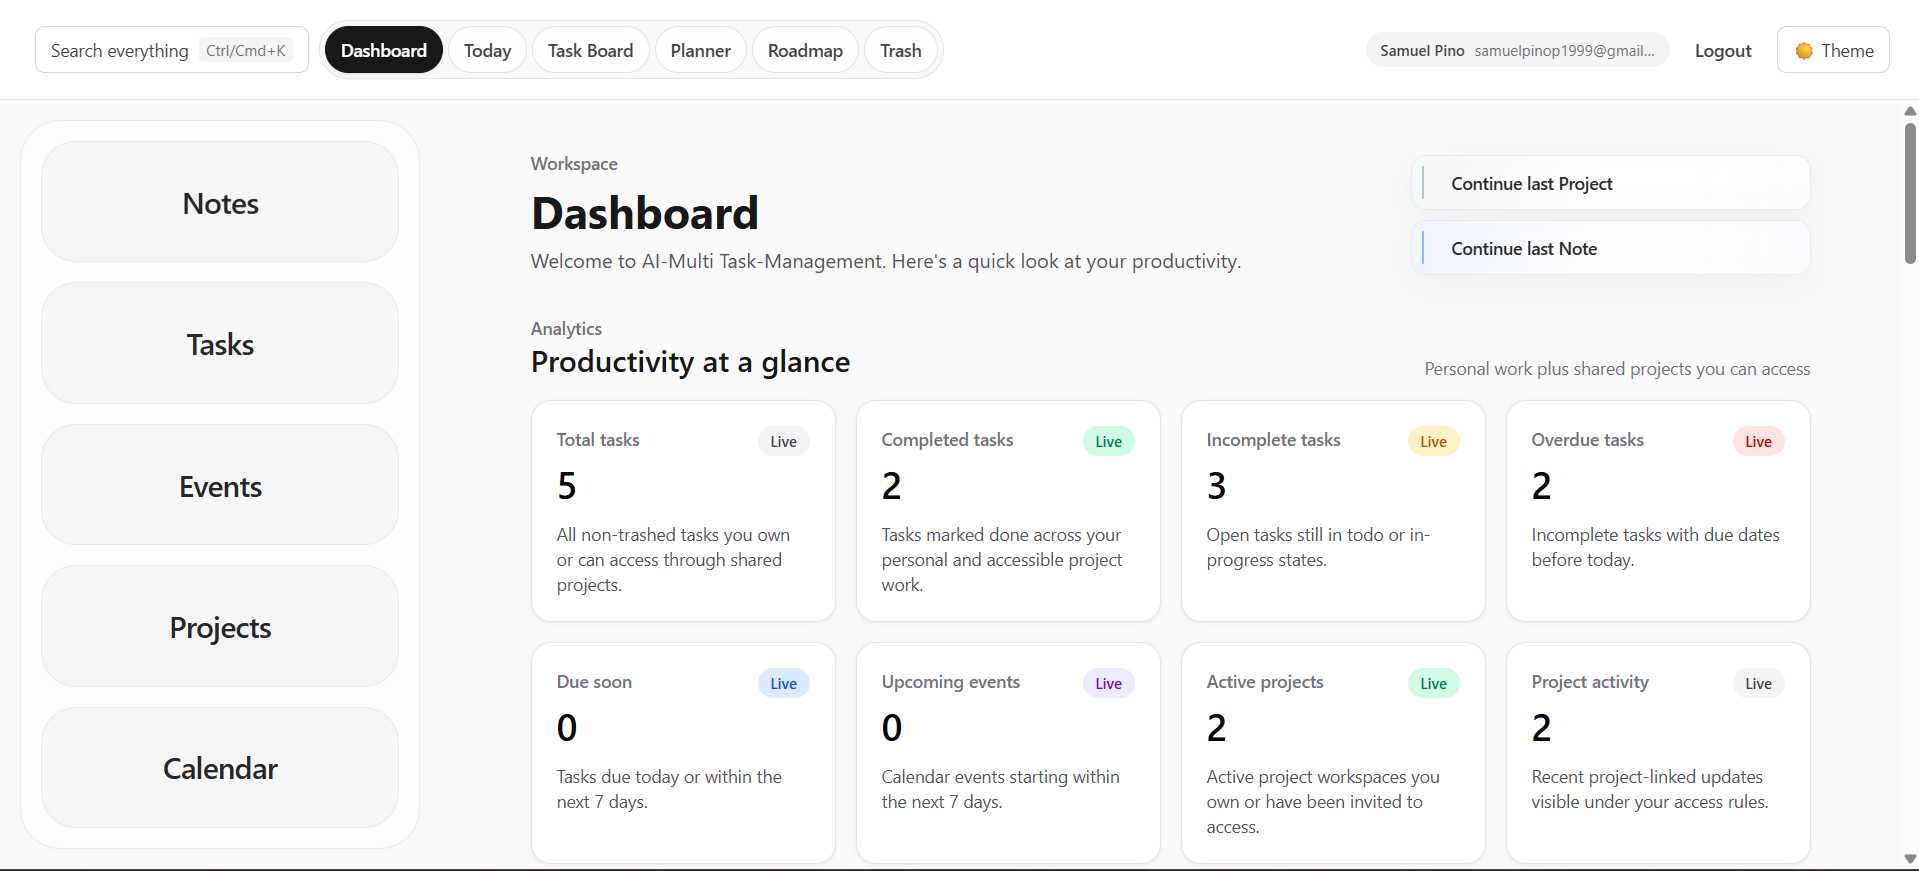 Search everything Ctrl/Cmd+K Dashboard Today Task Board Planner Roadmap Trash Samuel Pino samuelpinop1999@gmail... Logout Theme
Notes
Tasks
Events
Projects
Calendar
Workspace
Dashboard
Welcome to AI-Multi Task-Management. Here's a quick look at your productivity.
Continue last Project
Continue last Note
Analytics
Productivity at a glance
Personal work plus shared projects you can access
Total tasks Live
5
All non-trashed tasks you own
or can access through shared
projects.
Completed tasks Live
2
Tasks marked done across your
personal and accessible project
work.
Incomplete tasks Live
3
Open tasks still in todo or in-
progress states.
Overdue tasks Live
2
Incomplete tasks with due dates
before today.
Due soon Live
0
Tasks due today or within the
next 7 days.
Upcoming events Live
0
Calendar events starting within
the next 7 days.
Active projects Live
2
Active project workspaces you
own or have been invited to
access.
Project activity Live
2
Recent project-linked updates
visible under your access rules.